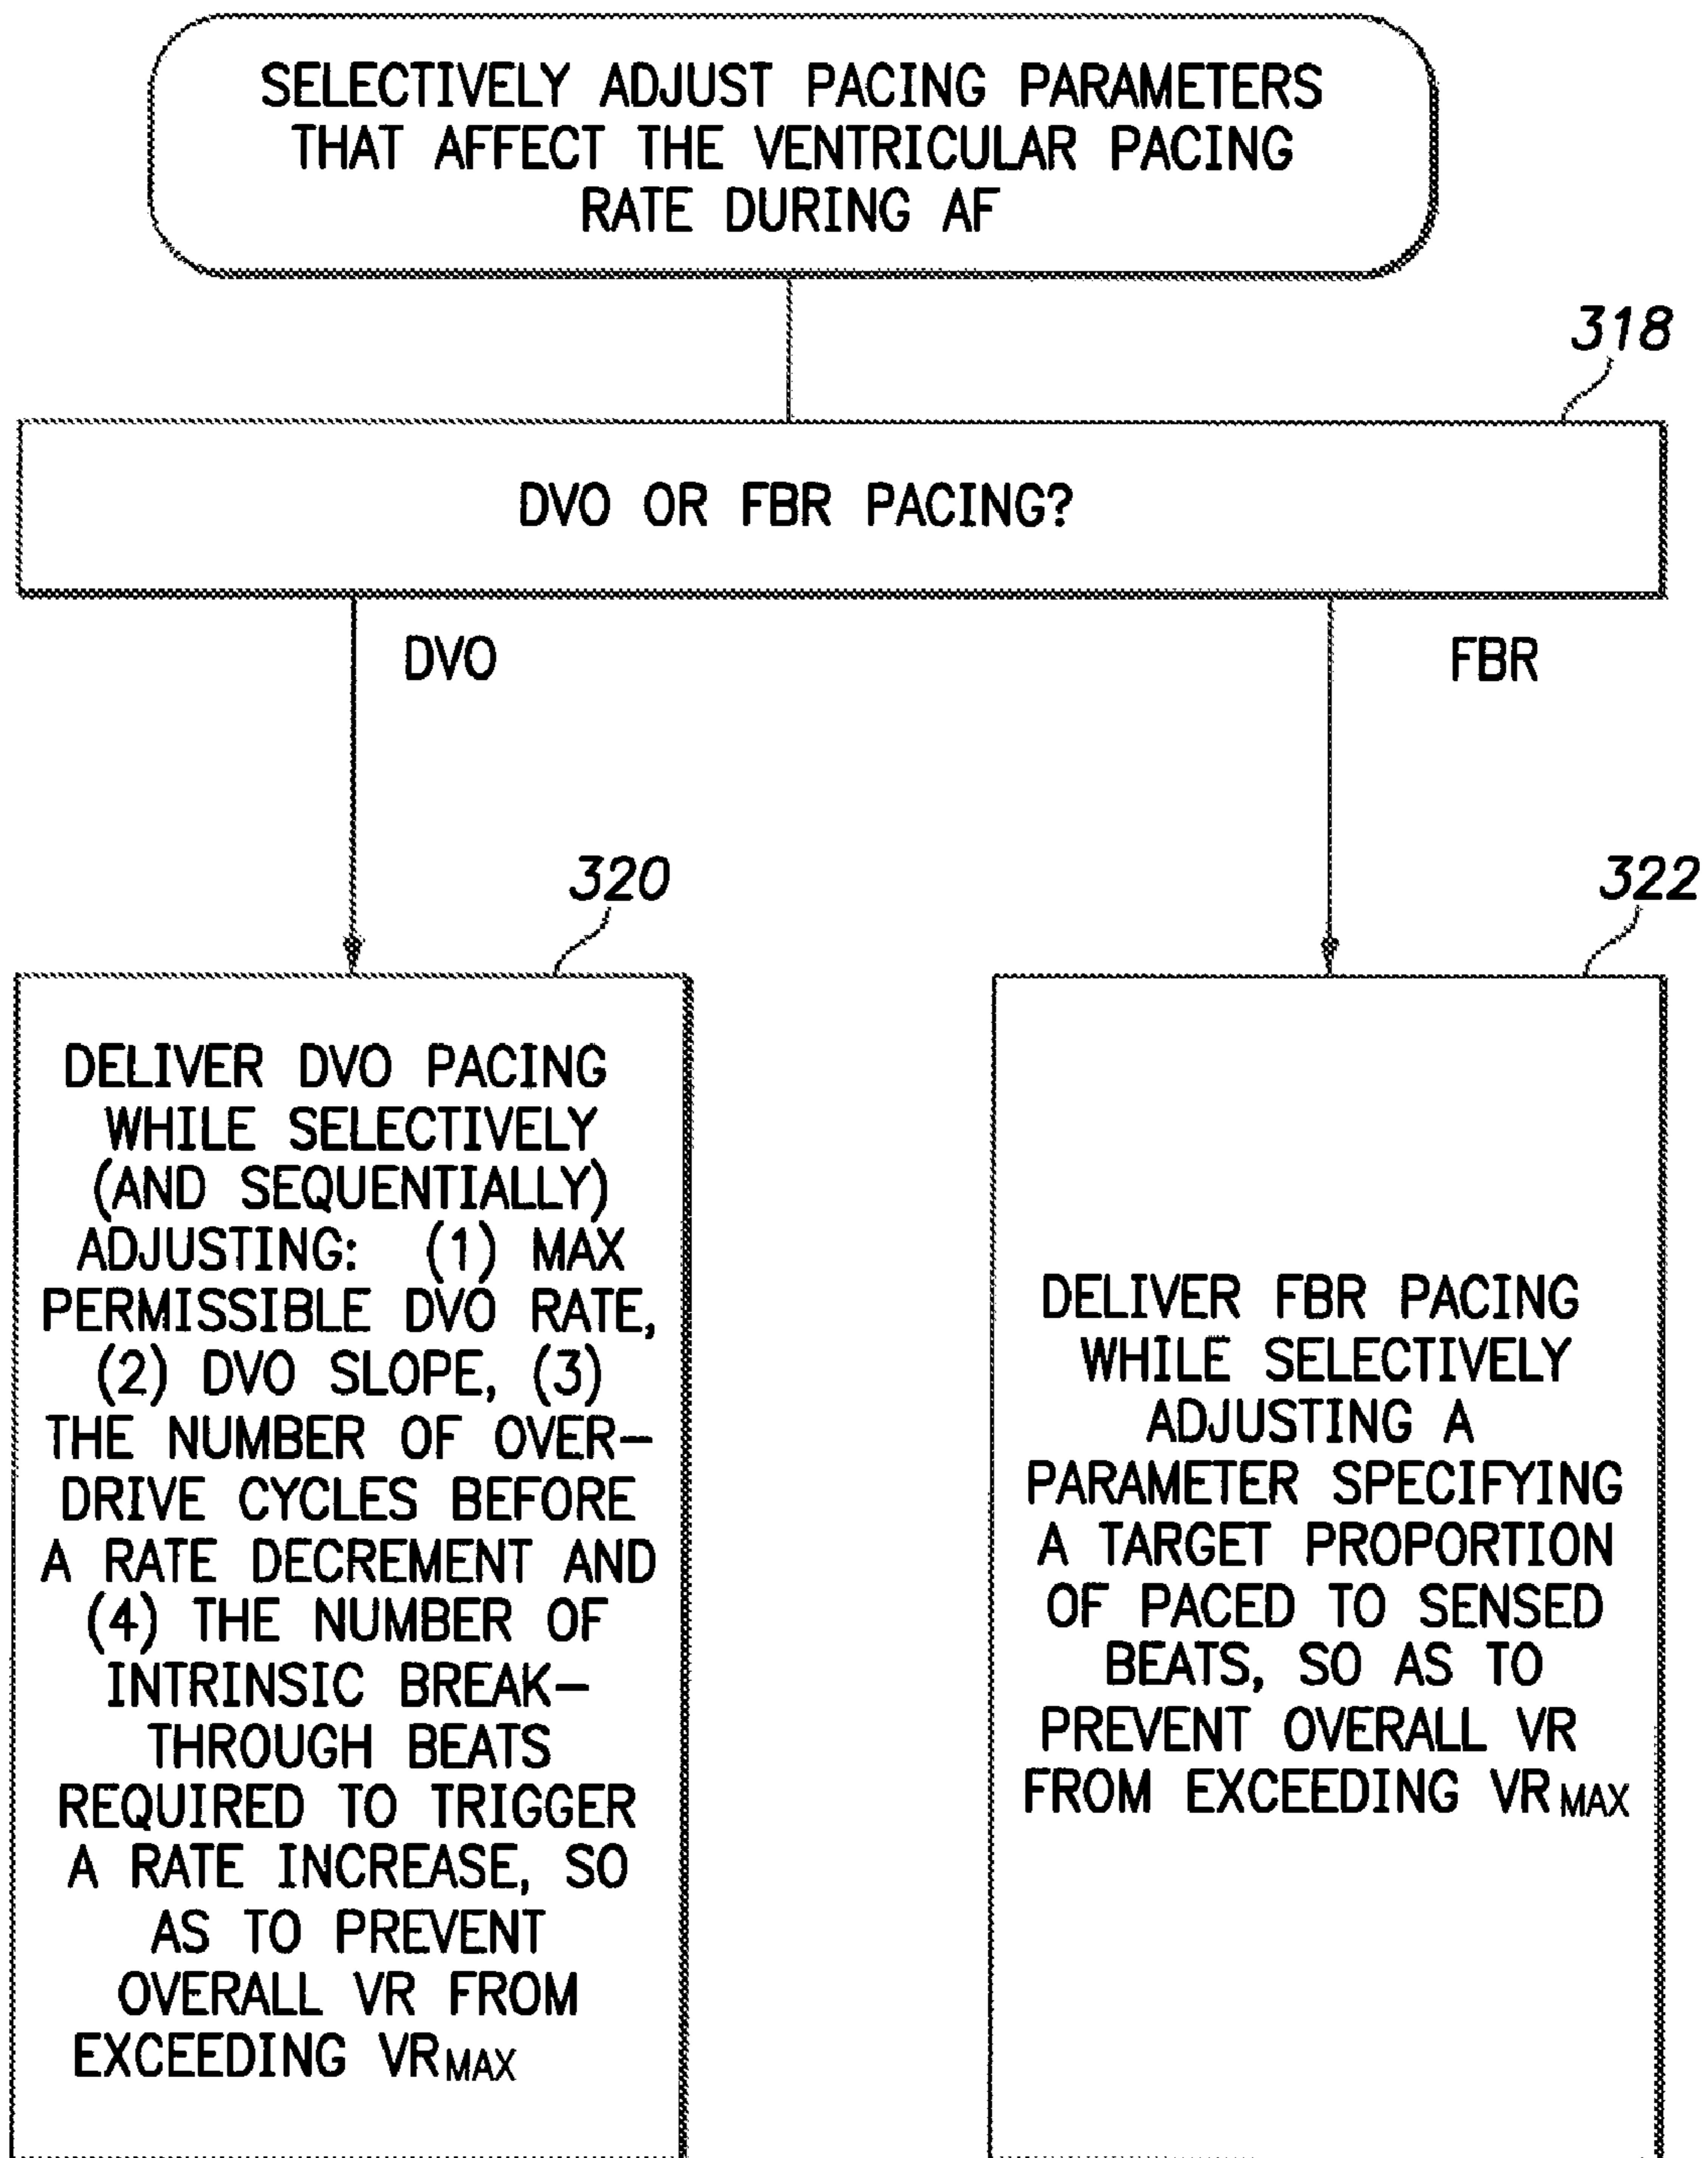 SELECTIVELY ADJUST PACING PARAMETERS
THAT AFFECT THE VENTRICULAR PACING
RATE DURING AF
318
DVO OR FBR PACING?
DVO
FBR
320
DELIVER DVO PACING
WHILE SELECTIVELY
(AND SEQUENTIALLY)
ADJUSTING: (1) MAX
PERMISSIBLE DVO RATE,
(2) DVO SLOPE, (3)
THE NUMBER OF OVER–
DRIVE CYCLES BEFORE
A RATE DECREMENT AND
(4) THE NUMBER OF
INTRINSIC BREAK–
THROUGH BEATS
REQUIRED TO TRIGGER
A RATE INCREASE, SO
AS TO PREVENT
OVERALL VR FROM
EXCEEDING VRMAX
322
DELIVER FBR PACING
WHILE SELECTIVELY
ADJUSTING A
PARAMETER SPECIFYING
A TARGET PROPORTION
OF PACED TO SENSED
BEATS, SO AS TO
PREVENT OVERALL VR
FROM EXCEEDING VRMAX